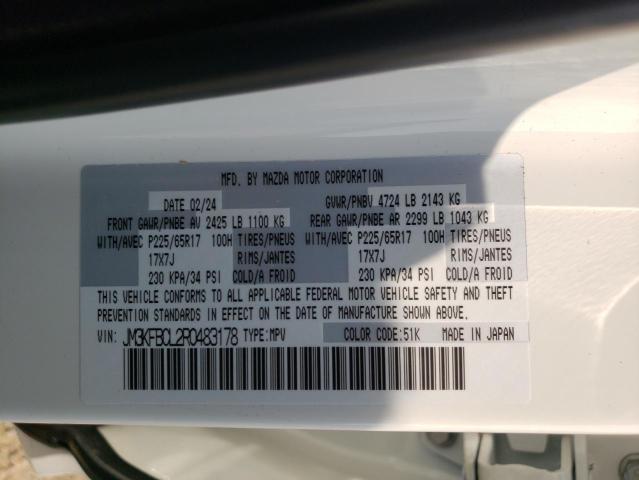 MFD. BY MAZDA MOTOR CORPORATION
DATE 02/24 GVWR/PNBV 4724 LB 2143 KG
FRONT GAWR/PNBE AV 2425 LB 1100 KG REAR GAWR/PNBE AR 2299 LB 1043 KG
WITH/AVEC P225/65R17 100H TIRES/PNEUS WITH/AVEC P225/65R17 100H TIRES/PNEUS
17X7J RIMS/JANTES 17X7J RIMS/JANTES
230 KPA/34 PSI COLD/A FROID 230 KPA/34 PSI COLD/A FROID
THIS VEHICLE CONFORMS TO ALL APPLICABLE FEDERAL MOTOR VEHICLE SAFETY AND THEFT
PREVENTION STANDARDS IN EFFECT ON THE DATE OF MANUFACTURE SHOWN ABOVE.
VIN: JM3KFBCL2R0483178 TYPE:MPV COLOR CODE:51K MADE IN JAPAN